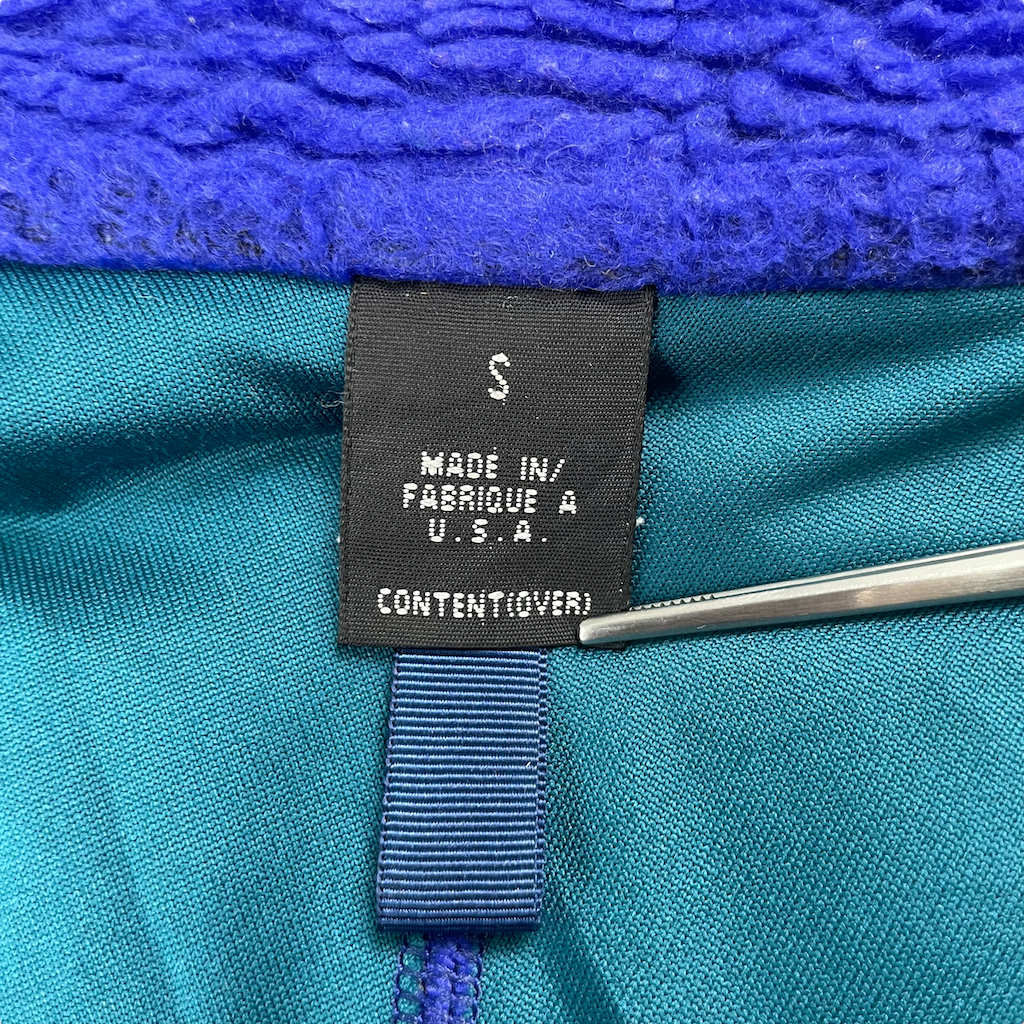 S
MADE IN/
FABRIQUE A
U.S.A.
CONTENT(OVER)